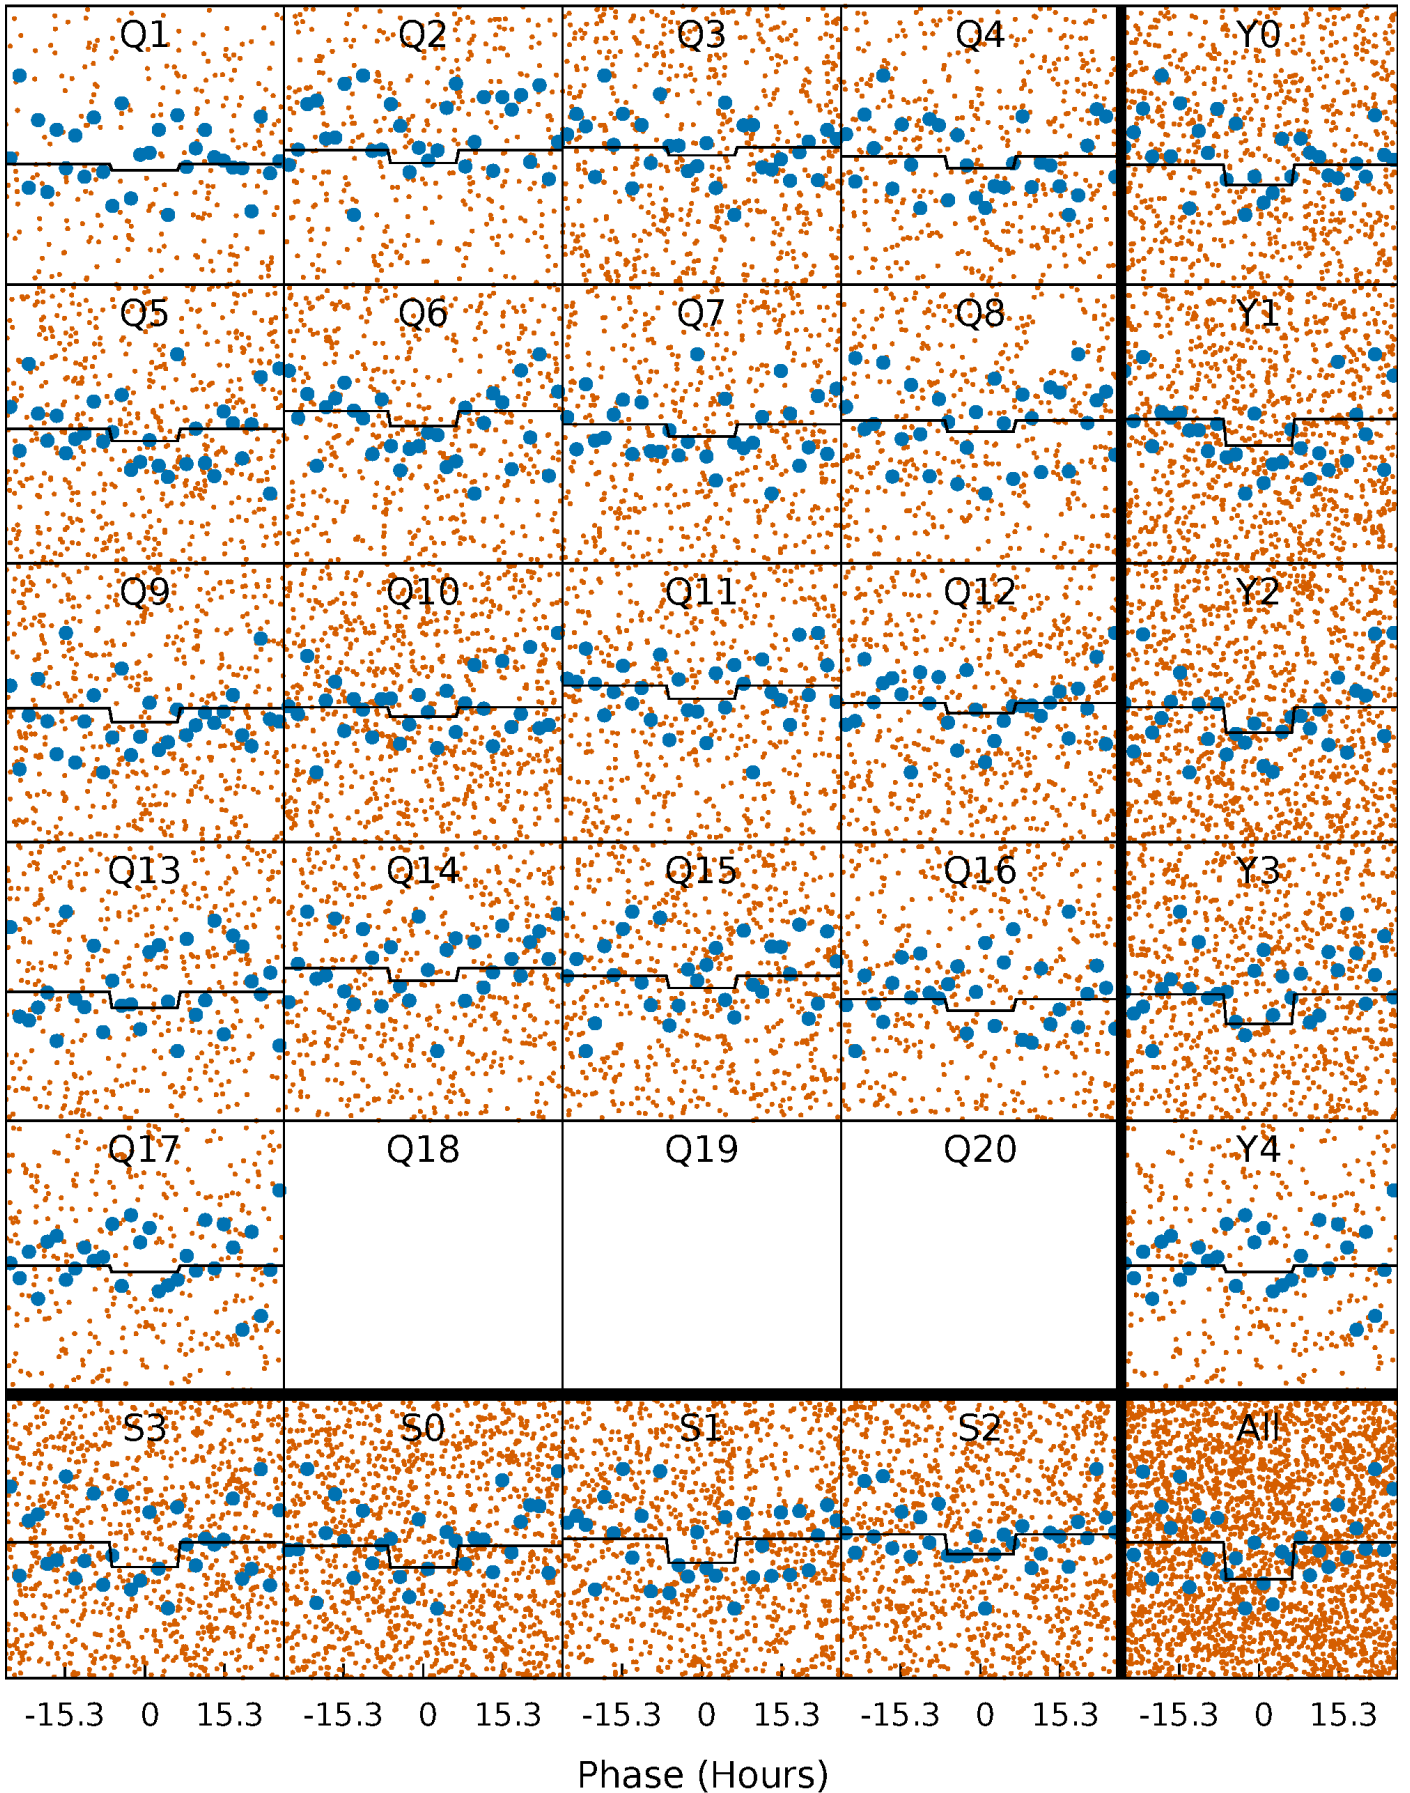 Q1 Q2 Q3 Q4 Y0
Q5 Q6 Q7 Q8 Y1
Q9 Q10 Q11 Q12 Y2
Q13 Q14 Q15 Q16 Y3
Q17 Q18 Q19 Q20 Y4
S3 S0 S1 S2 All
-15.3 0 15.3 -15.3 0 15.3 -15.3 0 15.3 -15.3 0 15.3 -15.3 0 15.3
Phase (Hours)